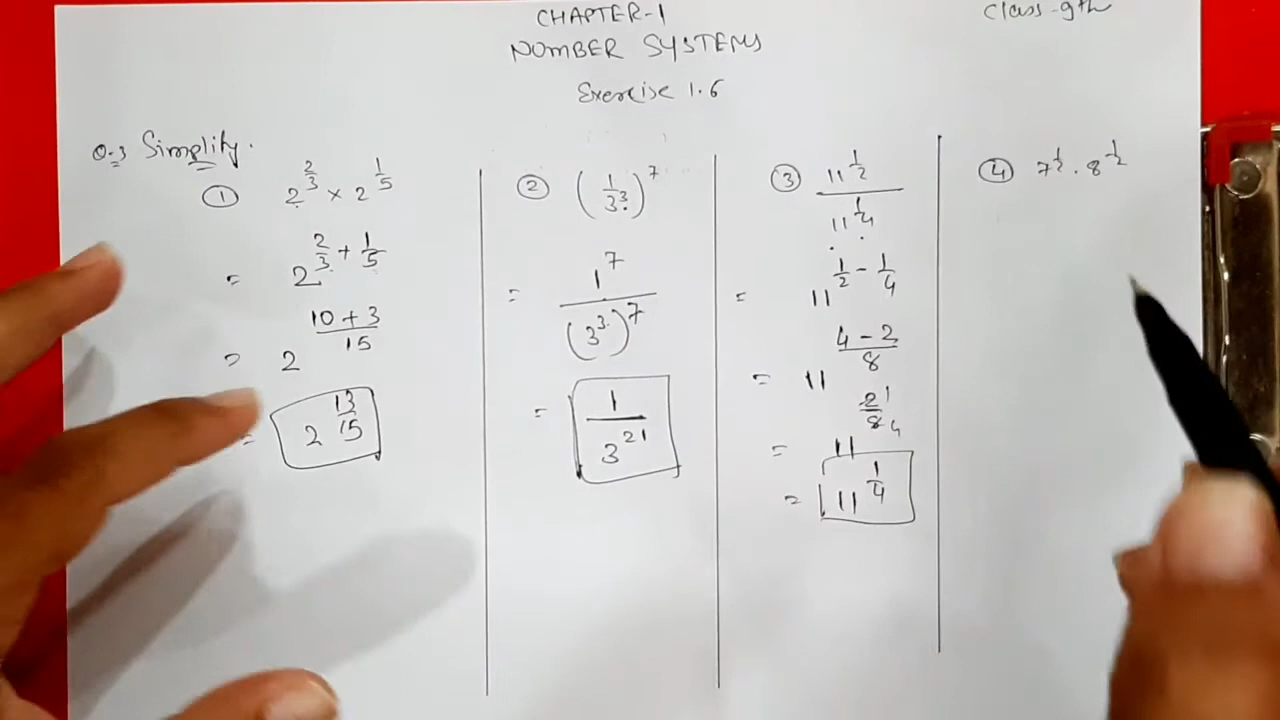 CHAPTER-1
Class-9th
NUMBER SYSTEMS
Exercise 1.6
Q.3 Simplify.
① 2^(2/3) × 2^(1/5)
= 2^(2/3 + 1/5)
= 2^((10 + 3)/15)
= 2^(13/15)
② (1/3^3)^7
= 1^7/(3^3)^7
= 1/3^21
③ 11^(1/2)/11^(1/4)
= 11^(1/2 - 1/4)
= 11^((4 - 2)/8)
= 11^(2/8) 1 4
= 11^(1/4)
④ 7^(1/2) . 8^(1/2)